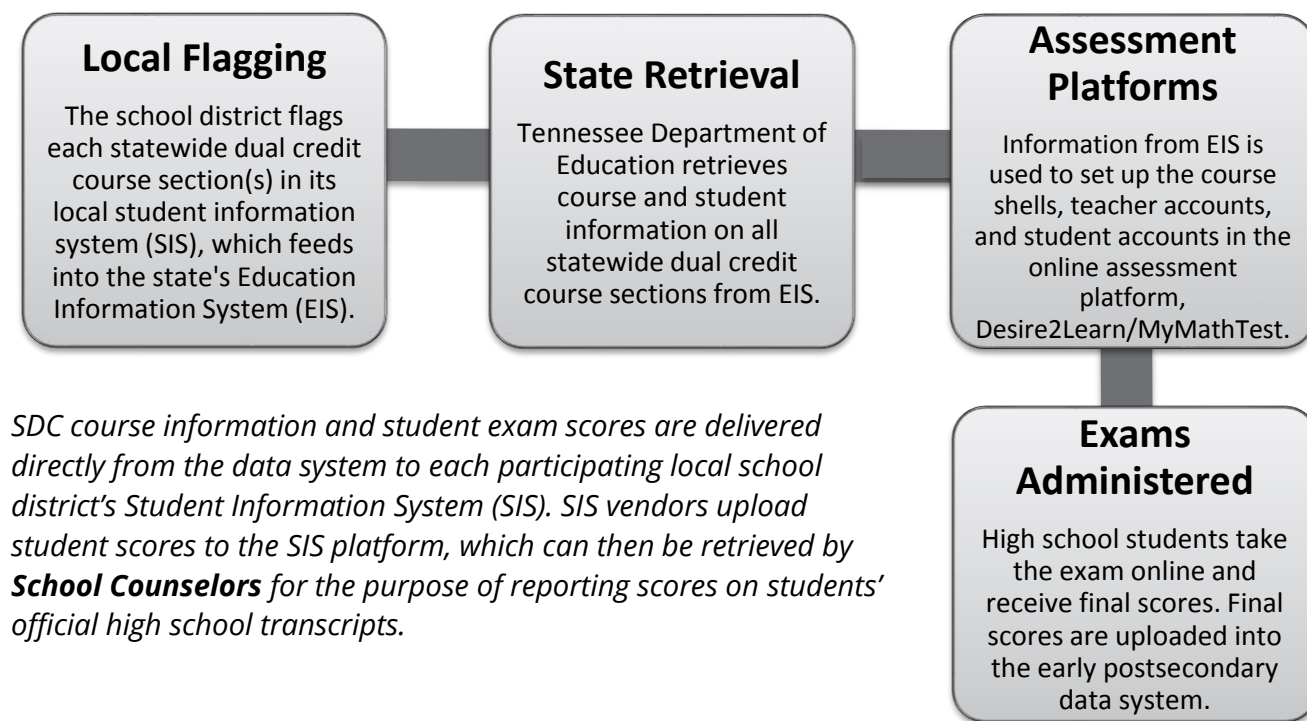 Local Flagging
The school district flags
each statewide dual credit
course section(s) in its
local student information
system (SIS), which feeds
into the state's Education
Information System (EIS).
State Retrieval
Tennessee Department of
Education retrieves
course and student
information on all
statewide dual credit
course sections from EIS.
Assessment
Platforms
Information from EIS is
used to set up the course
shells, teacher accounts,
and student accounts in the
online assessment
platform,
Desire2Learn/MyMathTest.
Exams
Administered
High school students take
the exam online and
receive final scores. Final
scores are uploaded into
the early postsecondary
data system.
SDC course information and student exam scores are delivered
directly from the data system to each participating local school
district’s Student Information System (SIS). SIS vendors upload
student scores to the SIS platform, which can then be retrieved by
School Counselors for the purpose of reporting scores on students’
official high school transcripts.